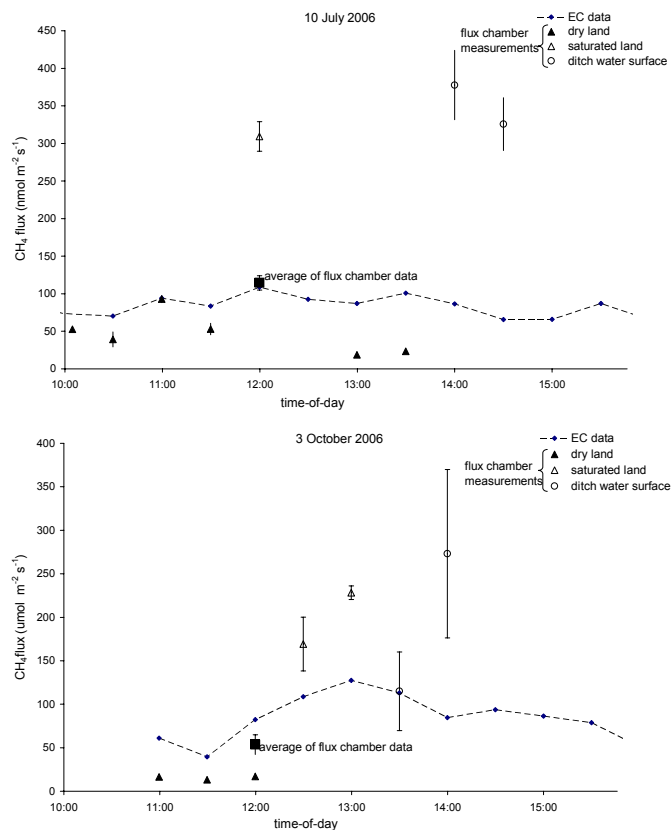 10 July 2006
EC data
flux chamber
measurements
dry land
saturated land
ditch water surface
450
400
350
300
250
200
150
100
50
0
CH4 flux (nmol m-2 s-1)
average of flux chamber data
10:00 11:00 12:00 13:00 14:00 15:00
time-of-day
3 October 2006
EC data
flux chamber
measurements
dry land
saturated land
ditch water surface
400
350
300
250
200
150
100
50
0
CH4flux (umol m-2 s-1)
average of flux chamber data
10:00 11:00 12:00 13:00 14:00 15:00
time-of-day